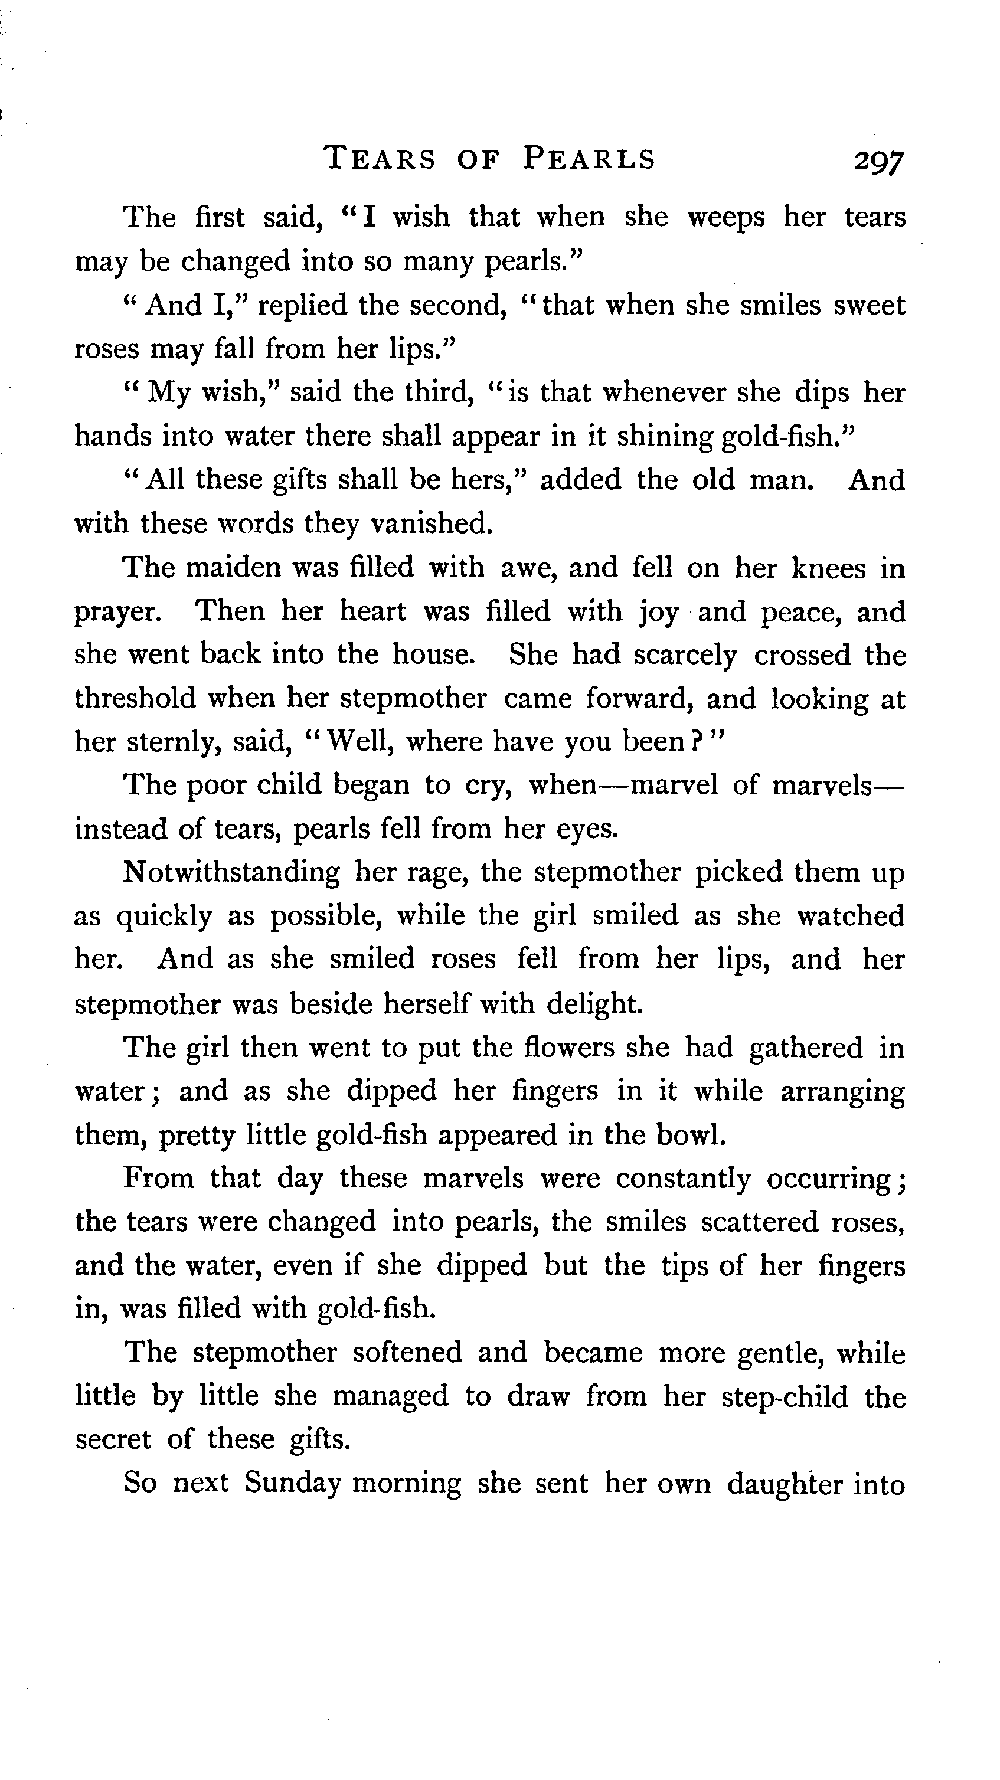 TEARS OF PEARLS 297
The first said, "I wish that when she weeps her tears
may be changed into so many pearls."
"And I," replied the second, "that when she smiles sweet
roses may fall from her lips."
"My wish," said the third, "is that whenever she dips her
hands into water there shall appear in it shining gold-fish."
"All these gifts shall be hers," added the old man. And
with these words they vanished.
The maiden was filled with awe, and fell on her knees in
prayer. Then her heart was filled with joy and peace, and
she went back into the house. She had scarcely crossed the
threshold when her stepmother came forward, and looking at
her sternly, said, "Well, where have you been?"
The poor child began to cry, when—marvel of marvels—
instead of tears, pearls fell from her eyes.
Notwithstanding her rage, the stepmother picked them up
as quickly as possible, while the girl smiled as she watched
her. And as she smiled roses fell from her lips, and her
stepmother was beside herself with delight.
The girl then went to put the flowers she had gathered in
water; and as she dipped her fingers in it while arranging
them, pretty little gold-fish appeared in the bowl.
From that day these marvels were constantly occurring;
the tears were changed into pearls, the smiles scattered roses,
and the water, even if she dipped but the tips of her fingers
in, was filled with gold-fish.
The stepmother softened and became more gentle, while
little by little she managed to draw from her step-child the
secret of these gifts.
So next Sunday morning she sent her own daughter into